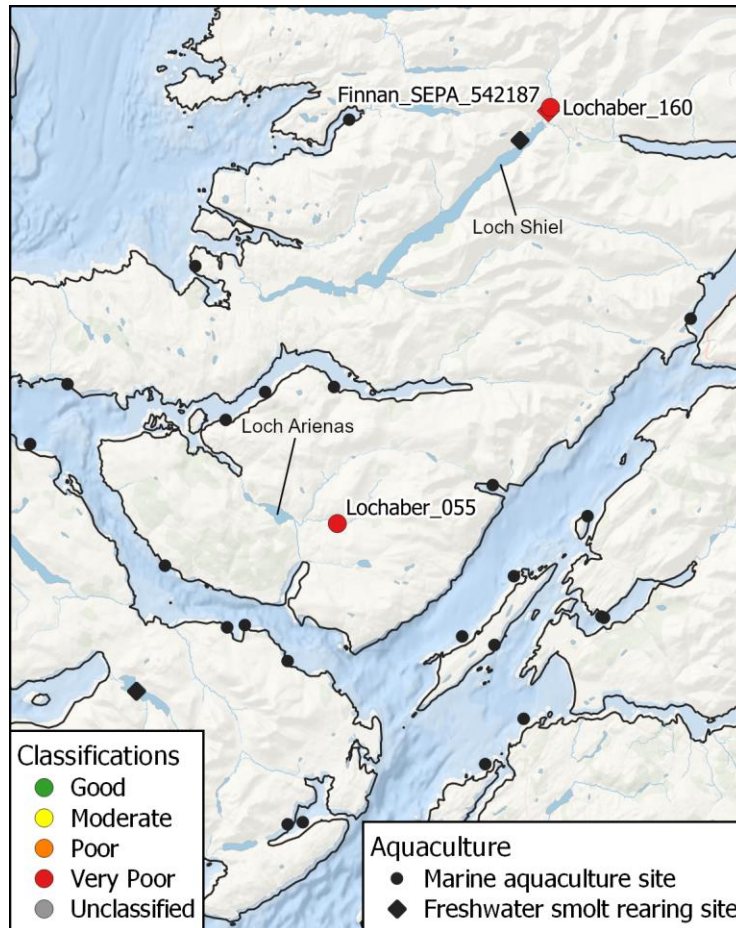 Finnan_SEPA_542187
Lochaber_160
Loch Shiel
Loch Arienas
Lochaber_055
Classifications
Good
Moderate
Poor
Very Poor
Unclassified
Aquaculture
Marine aquaculture site
Freshwater smolt rearing site